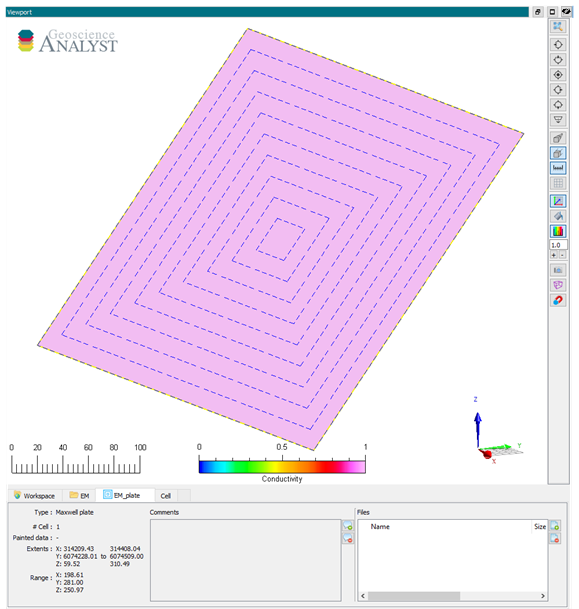 Viewport
Geoscience
ANALYST
1.0
+ -
Z
Y
X
0 20 40 60 80 100
0 0.5 1
Conductivity
Workspace EM EM_plate Cell
Type : Maxwell plate
# Cell : 1
Painted data : -
Extents : X: 314209.43 314408.04
Y: 6074228.01 to 6074509.00
Z: 59.52 310.49
Range : X: 198.61
Y: 281.00
Z: 250.97
Comments
Files
Name Size